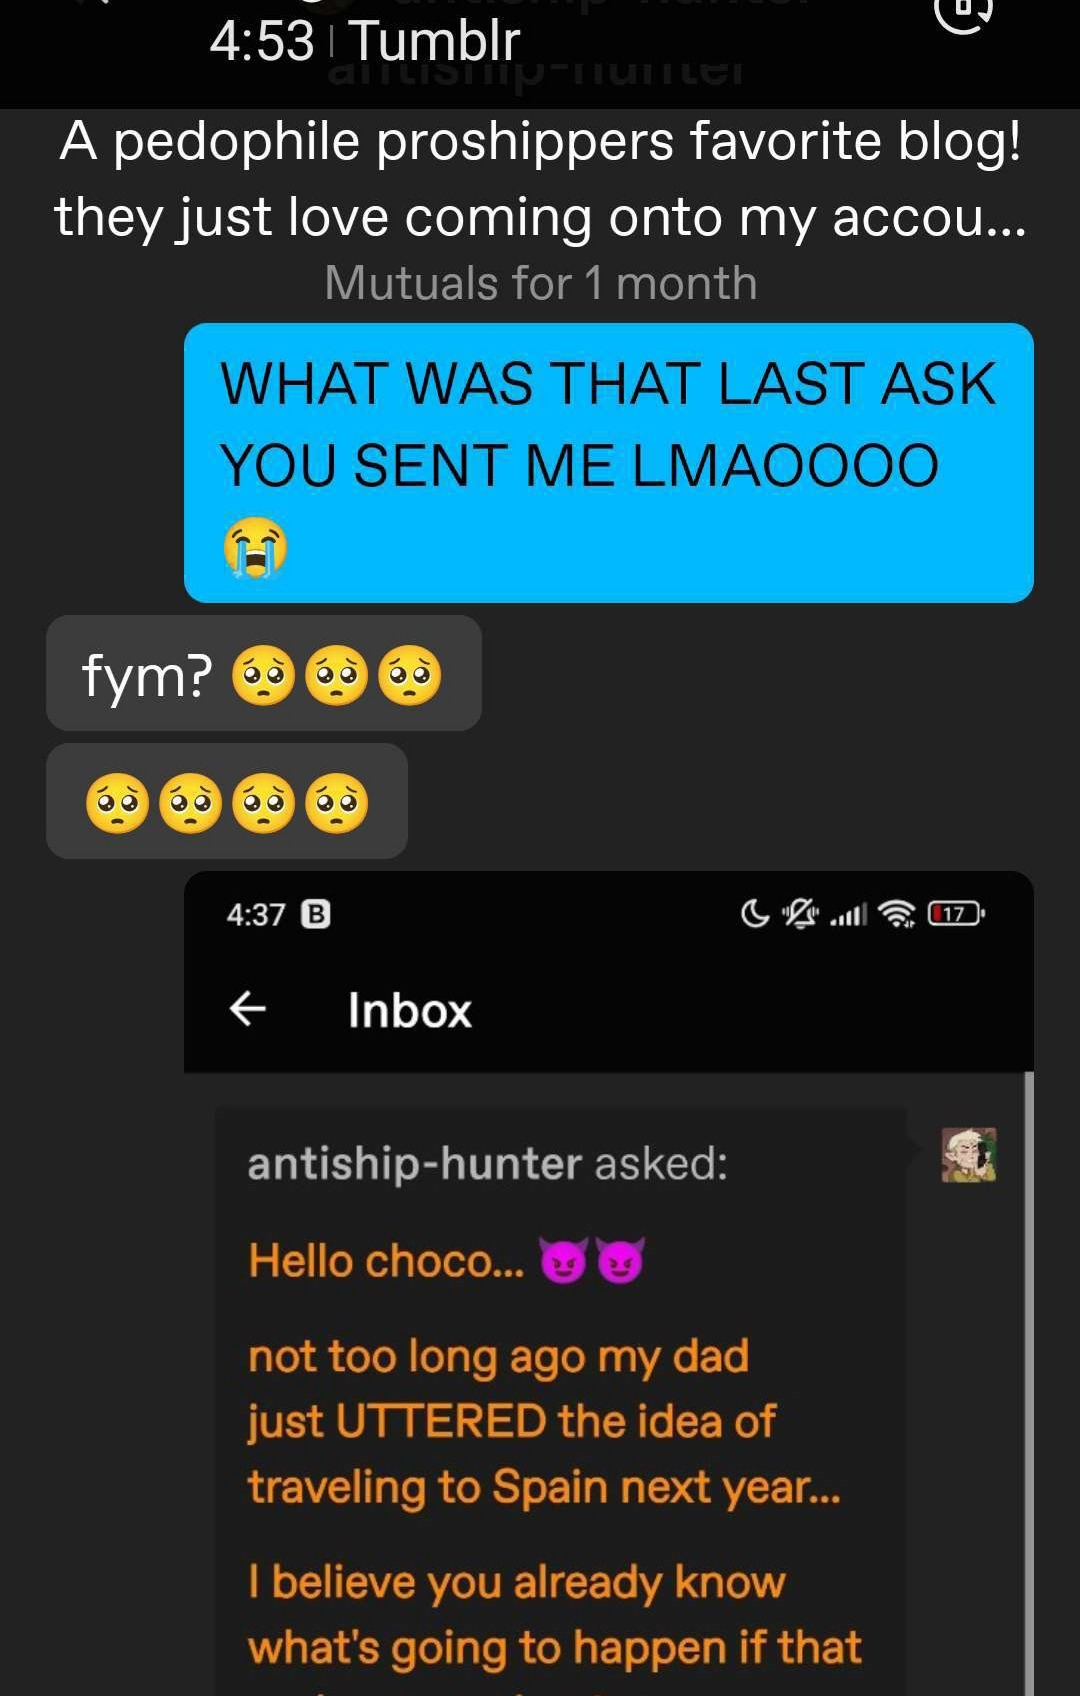 4:53 | Tumblr
antiship-hunter
A pedophile proshippers favorite blog!
they just love coming onto my accou...
Mutuals for 1 month
WHAT WAS THAT LAST ASK
YOU SENT ME LMAOOOO
😭
fym? 🥺🥺🥺
🥺🥺🥺🥺
4:37 B 17
Inbox
antiship-hunter asked:
Hello choco... 😈😈
not too long ago my dad
just UTTERED the idea of
traveling to Spain next year...
I believe you already know
what's going to happen if that